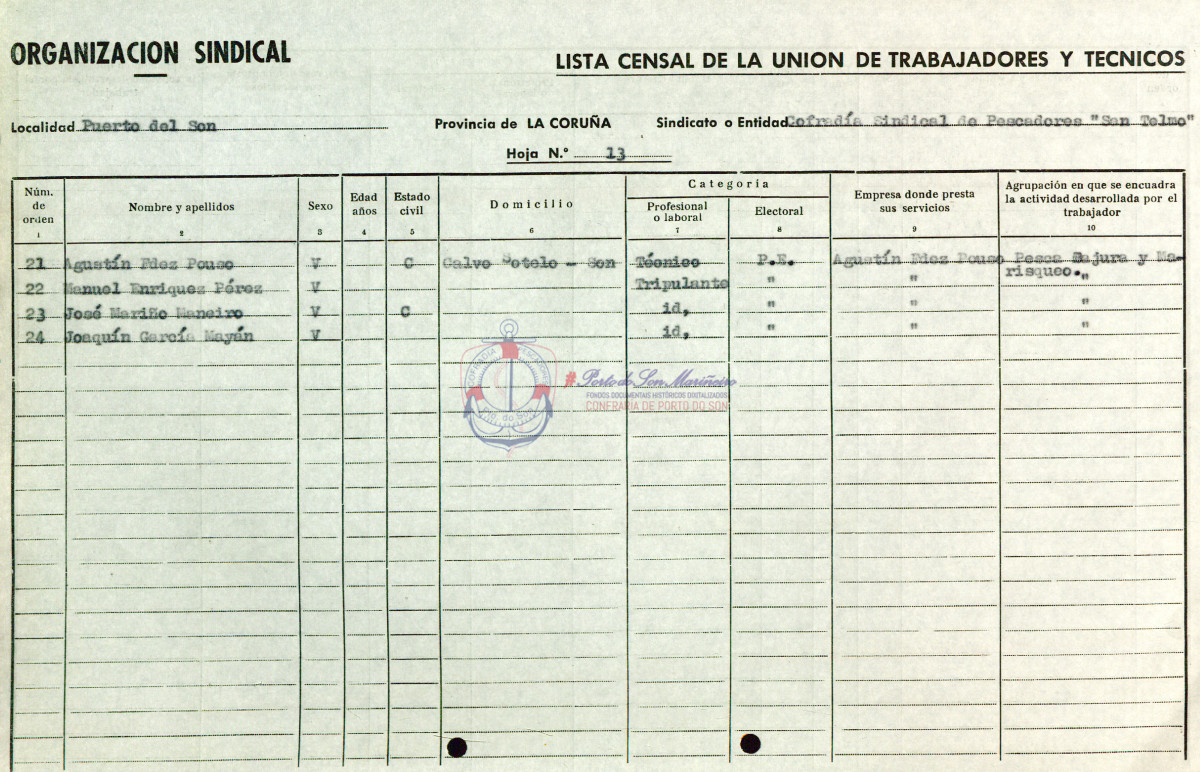 ORGANIZACION SINDICAL
LISTA CENSAL DE LA UNION DE TRABAJADORES Y TECNICOS
Localidad Puerto del Son Provincia de LA CORUÑA Sindicato o Entidad Cofradía Sindical de Pescadores "San Telmo"
Hoja N.º 13
Núm. de orden Nombre y apellidos Sexo Edad años Estado civil Domicilio Categoría Profesional o laboral Electoral Empresa donde presta sus servicios Agrupación en que se encuadra la actividad desarrollada por el trabajador
1 2 3 4 5 6 7 8 9 10
21 Agustín Fdez Pouso V C Calvo Sotelo - Son Técnico P.E. Agustín Fdez Pouso Pesca Bajura y Ma-
22 Manuel Enriquez Pérez V Tripulante " " risqueo. "
23 José Mariño Maneiro V C id, " " "
24 Joaquín García Mayán V id, " " "
# Porto do Son Mariñeiro
FONDOS DOCUMENTAIS HISTÓRICOS DIXITALIZADOS
CONFRARÍA DE PORTO DO SON